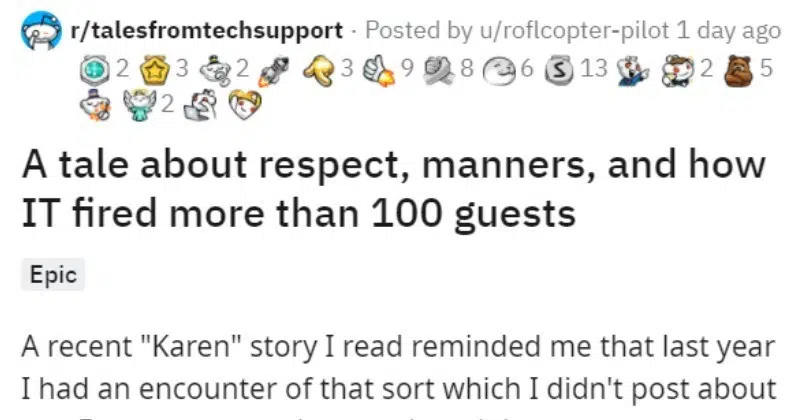 r/talesfromtechsupport · Posted by u/roflcopter-pilot 1 day ago
2 3 2 3 9 8 6 S 13 2 5
2
A tale about respect, manners, and how
IT fired more than 100 guests
Epic
A recent "Karen" story I read reminded me that last year
I had an encounter of that sort which I didn't post about